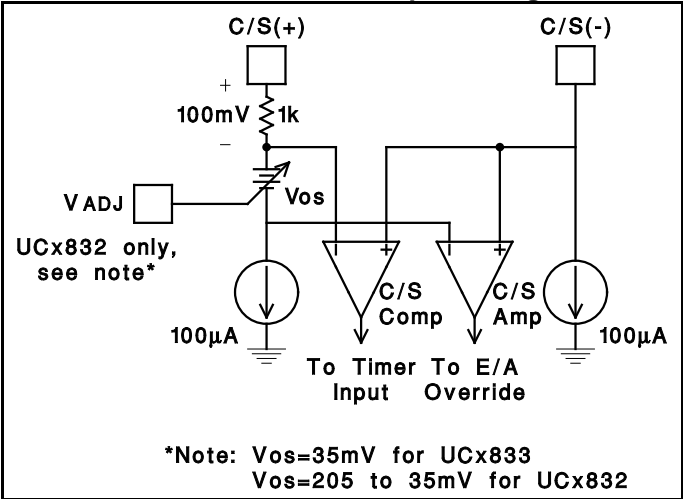 C/S(+) C/S(-)
+
100mV 1k
−
VADJ
Vos
UCx832 only,
see note*
− + − +
C/S
Comp
C/S
Amp
100µA 100µA
To Timer To E/A
Input Override
*Note: Vos=35mV for UCx833
Vos=205 to 35mV for UCx832